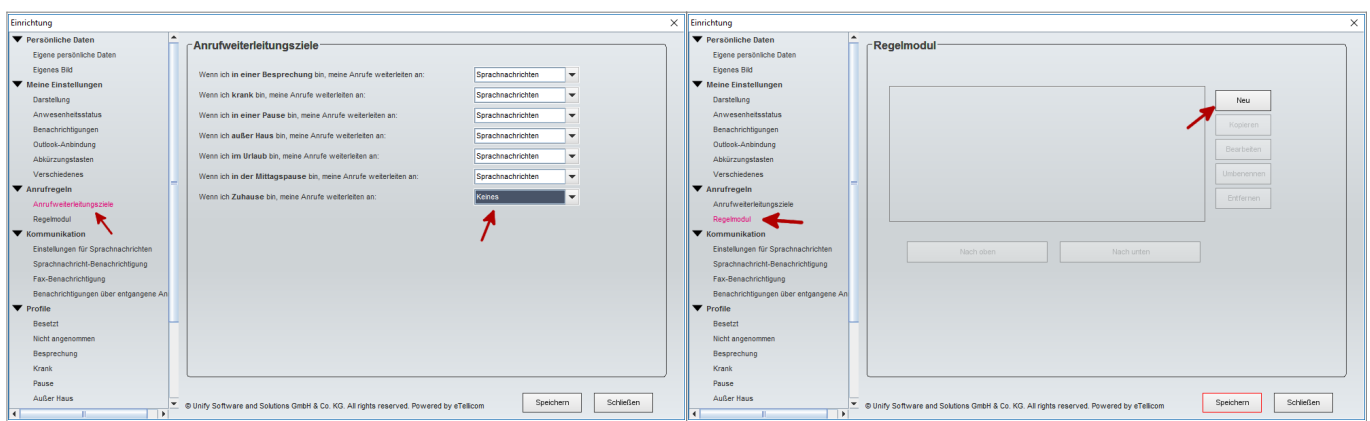 Einrichtung
Persönliche Daten
Eigene persönliche Daten
Eigenes Bild
Meine Einstellungen
Darstellung
Anwesenheitsstatus
Benachrichtigungen
Outlook-Anbindung
Abkürzungstasten
Verschiedenes
Anrufregeln
Anrufweiterleitungsziele
Regelmodul
Kommunikation
Einstellungen für Sprachnachrichten
Sprachnachricht-Benachrichtigung
Fax-Benachrichtigung
Benachrichtigungen über entgangene An
Profile
Besetzt
Nicht angenommen
Besprechung
Krank
Pause
Außer Haus
Anrufweiterleitungsziele
Wenn ich in einer Besprechung bin, meine Anrufe weiterleiten an: Sprachnachrichten
Wenn ich krank bin, meine Anrufe weiterleiten an: Sprachnachrichten
Wenn ich in einer Pause bin, meine Anrufe weiterleiten an: Sprachnachrichten
Wenn ich außer Haus bin, meine Anrufe weiterleiten an: Sprachnachrichten
Wenn ich im Urlaub bin, meine Anrufe weiterleiten an: Sprachnachrichten
Wenn ich in der Mittagspause bin, meine Anrufe weiterleiten an: Sprachnachrichten
Wenn ich Zuhause bin, meine Anrufe weiterleiten an: Keines
© Unify Software and Solutions GmbH & Co. KG. All rights reserved. Powered by eTellicom
Speichern Schließen
Einrichtung
Persönliche Daten
Eigene persönliche Daten
Eigenes Bild
Meine Einstellungen
Darstellung
Anwesenheitsstatus
Benachrichtigungen
Outlook-Anbindung
Abkürzungstasten
Verschiedenes
Anrufregeln
Anrufweiterleitungsziele
Regelmodul
Kommunikation
Einstellungen für Sprachnachrichten
Sprachnachricht-Benachrichtigung
Fax-Benachrichtigung
Benachrichtigungen über entgangene An
Profile
Besetzt
Nicht angenommen
Besprechung
Krank
Pause
Außer Haus
Regelmodul
Neu
Kopieren
Bearbeiten
Umbenennen
Entfernen
Nach oben Nach unten
© Unify Software and Solutions GmbH & Co. KG. All rights reserved. Powered by eTellicom
Speichern Schließen